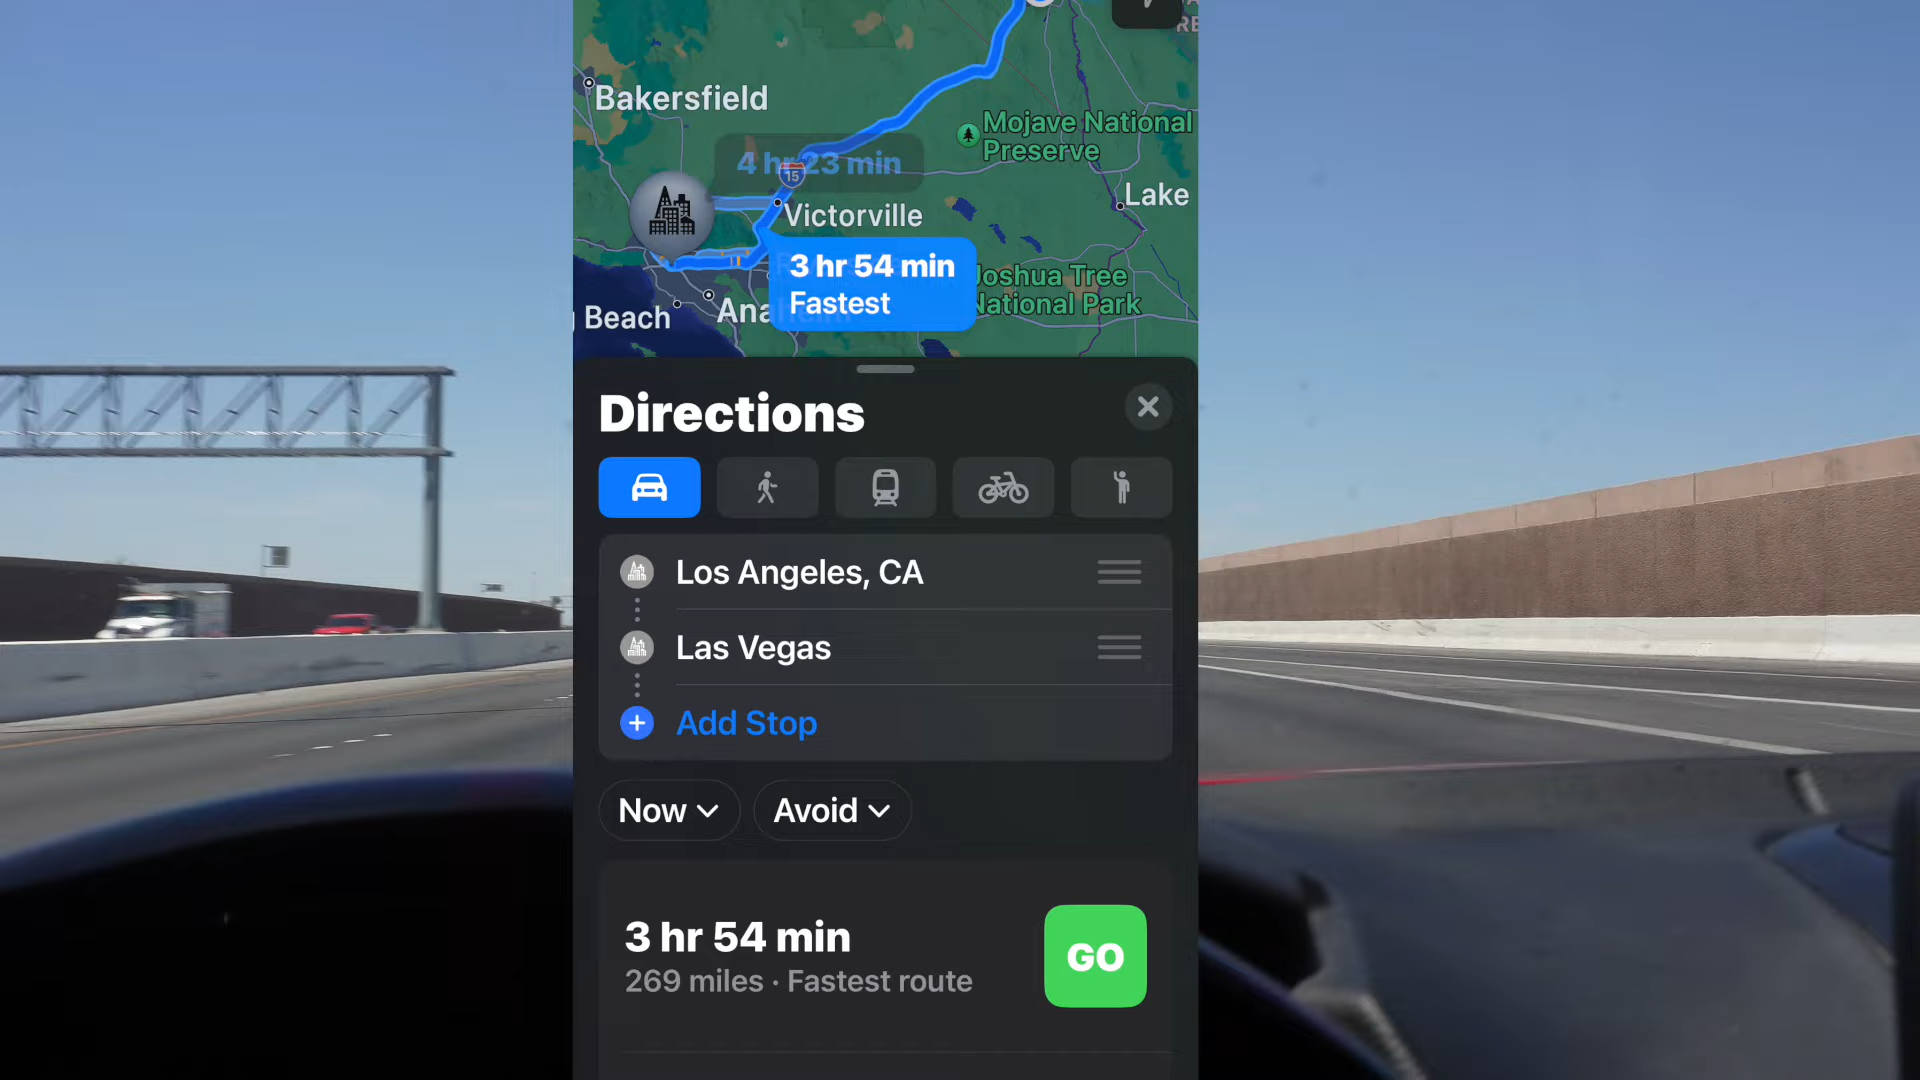 RE
Bakersfield
Mojave National
Preserve
4 hr 23 min
15
Lake
Victorville
3 hr 54 min
Fastest
Joshua Tree
National Park
Beach
Directions
Los Angeles, CA
Las Vegas
Add Stop
Now
Avoid
3 hr 54 min
269 miles · Fastest route
GO